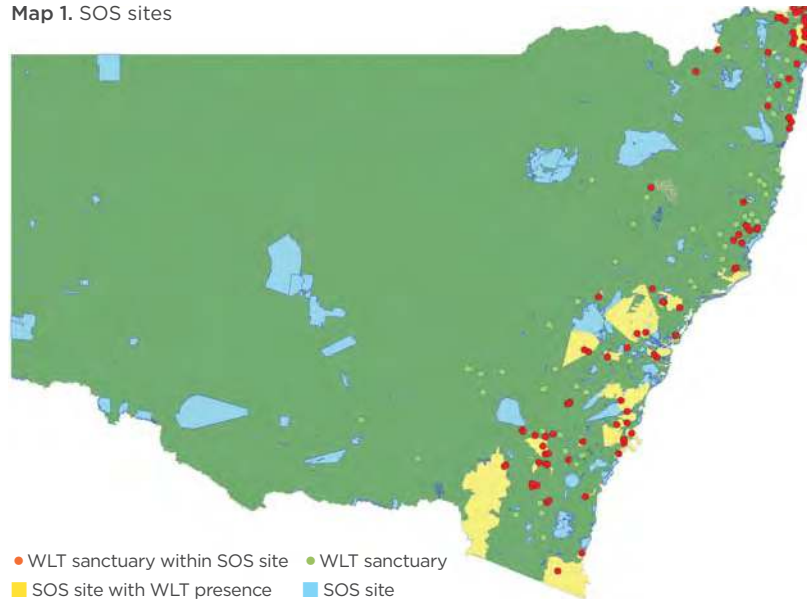 Map 1. SOS sites
WLT sanctuary within SOS site WLT sanctuary
SOS site with WLT presence SOS site